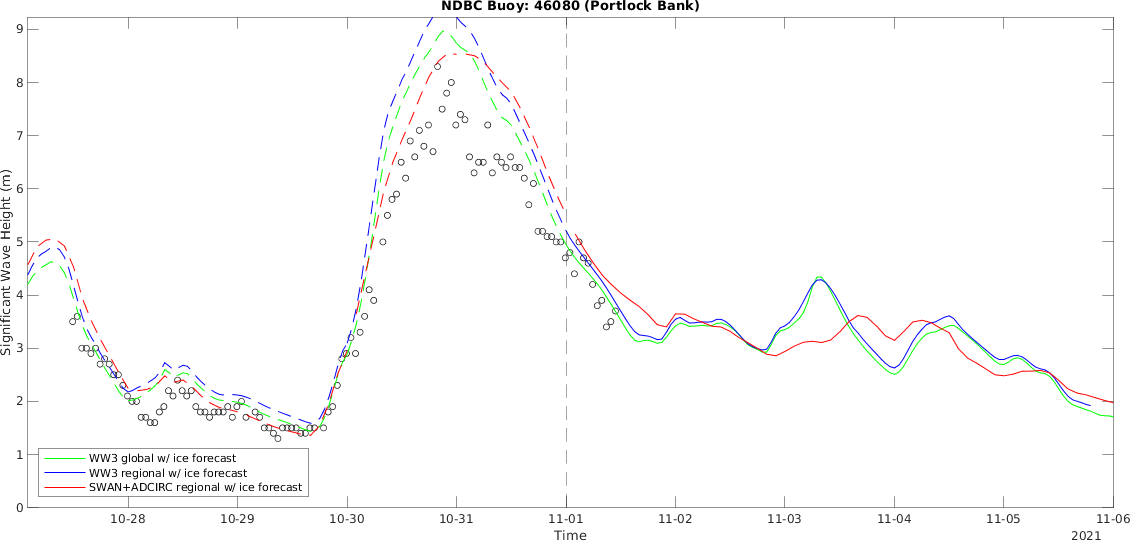 NDBC Buoy: 46080 (Portlock Bank)
9
8
7
6
5
4
3
2
1
0
Significant Wave Height (m)
WW3 global w/ ice forecast
WW3 regional w/ ice forecast
SWAN+ADCIRC regional w/ ice forecast
10-28 10-29 10-30 10-31 11-01 11-02 11-03 11-04 11-05 11-06
Time
2021